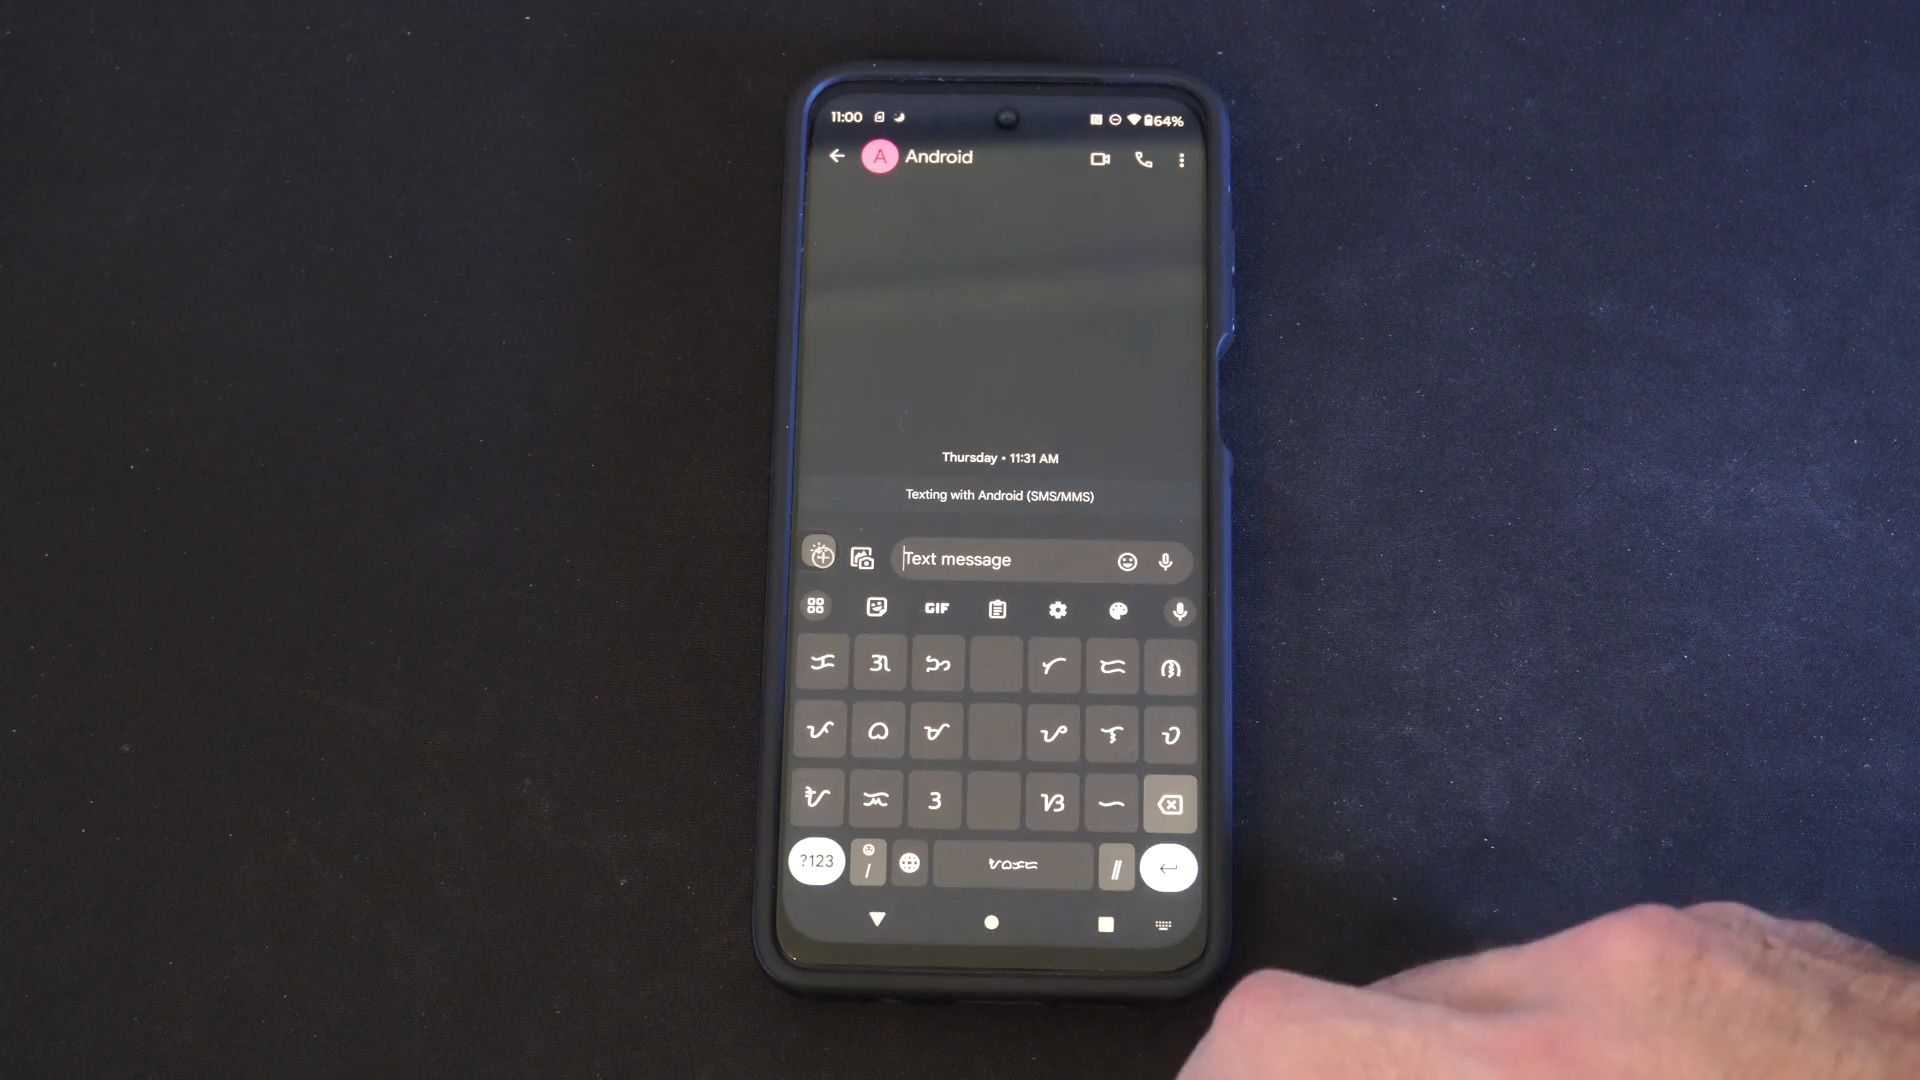 11:00 64%
A Android
Thursday • 11:31 AM
Texting with Android (SMS/MMS)
Text message
GIF
ᜃ ᜄ ᜅ ᜆ ᜇ ᜈ
ᜉ ᜊ ᜋ ᜌ ᜎ ᜏ
ᜀ ᜁ ᜂ ᜐ ᜑ
?123 / //